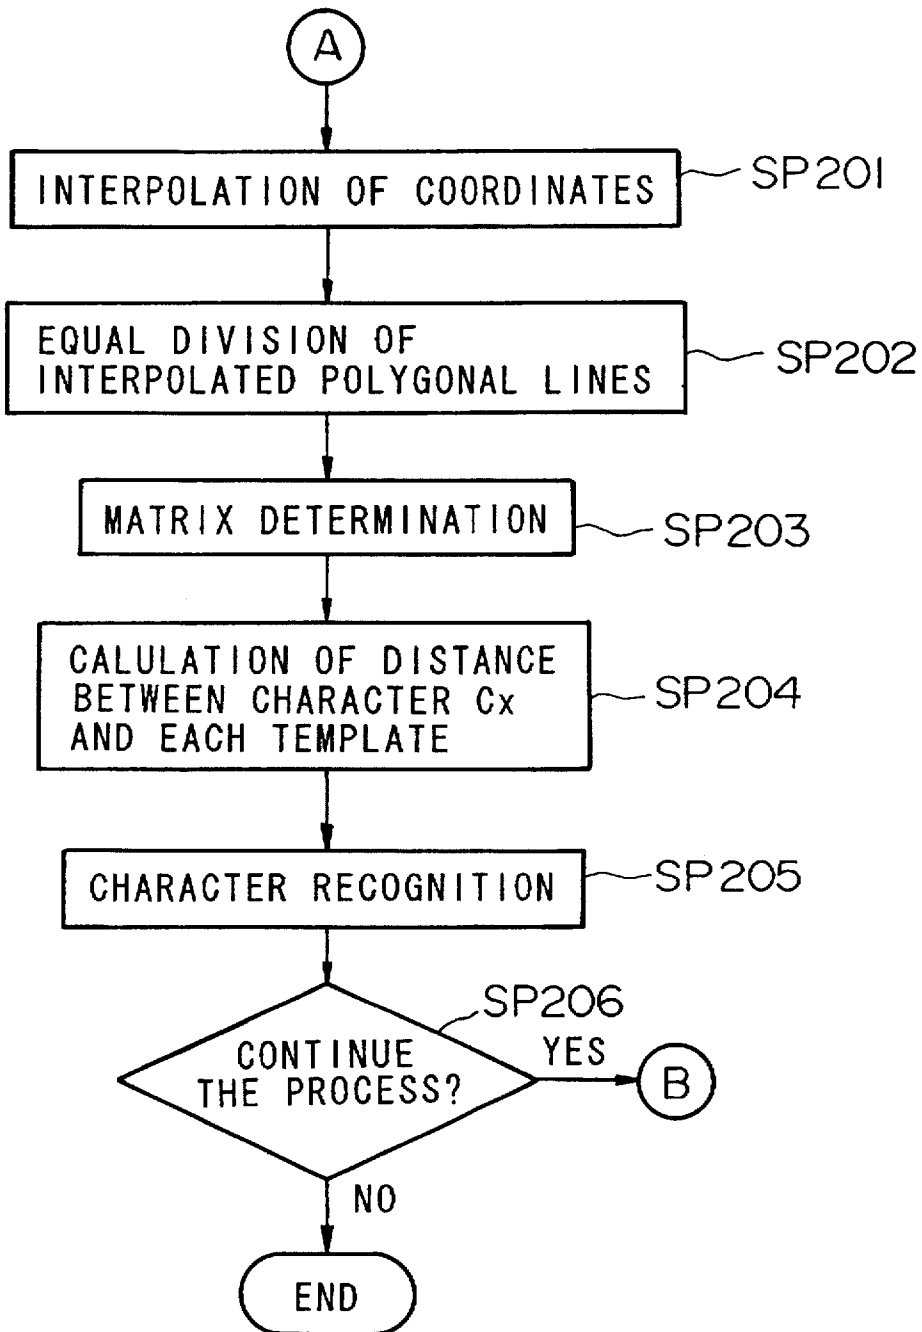 A
INTERPOLATION OF COORDINATES
SP201
EQUAL DIVISION OF
INTERPOLATED POLYGONAL LINES
SP202
MATRIX DETERMINATION
SP203
CALULATION OF DISTANCE
BETWEEN CHARACTER Cx
AND EACH TEMPLATE
SP204
CHARACTER RECOGNITION
SP205
SP206
CONTINUE
THE PROCESS?
YES
B
NO
END